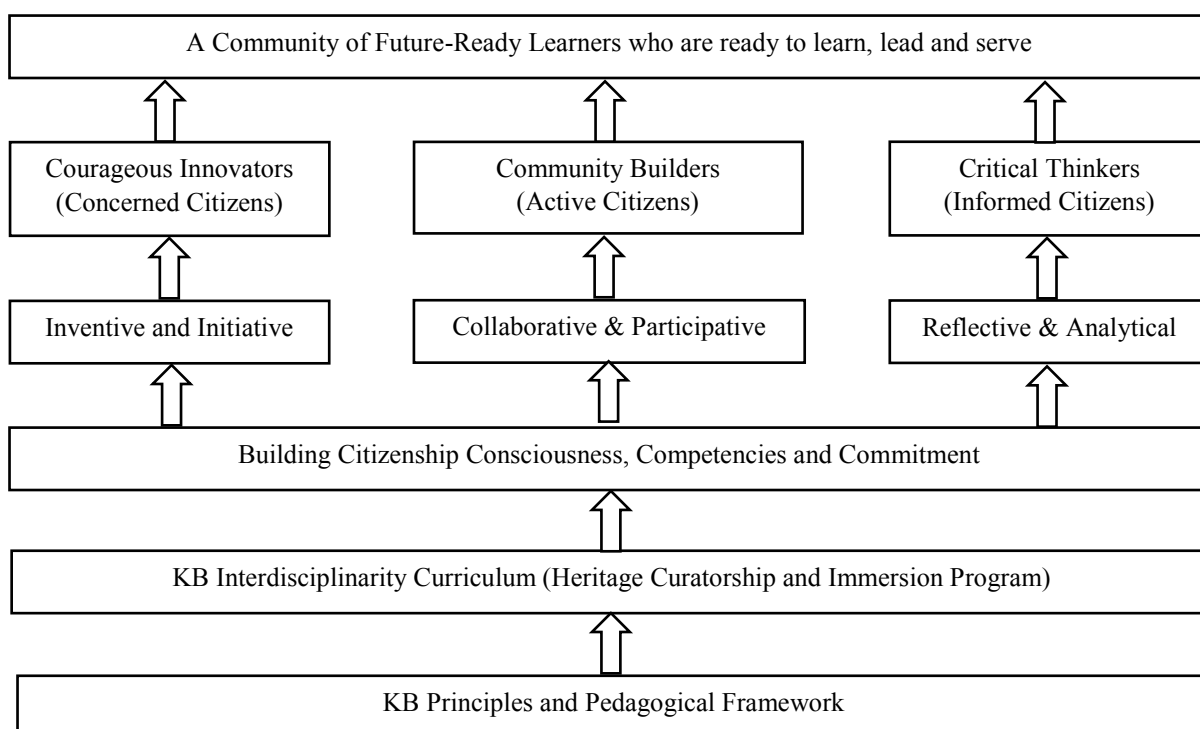 A Community of Future-Ready Learners who are ready to learn, lead and serve
Courageous Innovators
(Concerned Citizens)
Community Builders
(Active Citizens)
Critical Thinkers
(Informed Citizens)
Inventive and Initiative
Collaborative & Participative
Reflective & Analytical
Building Citizenship Consciousness, Competencies and Commitment
KB Interdisciplinarity Curriculum (Heritage Curatorship and Immersion Program)
KB Principles and Pedagogical Framework